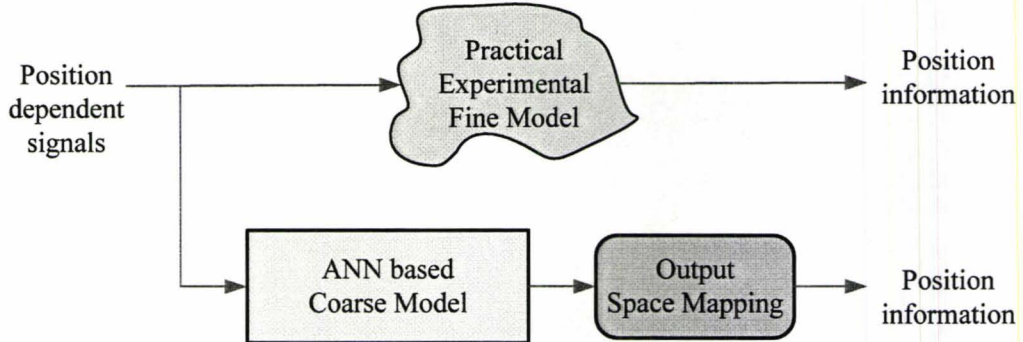 Position
dependent
signals
Practical
Experimental
Fine Model
Position
information
ANN based
Coarse Model
Output
Space Mapping
Position
information